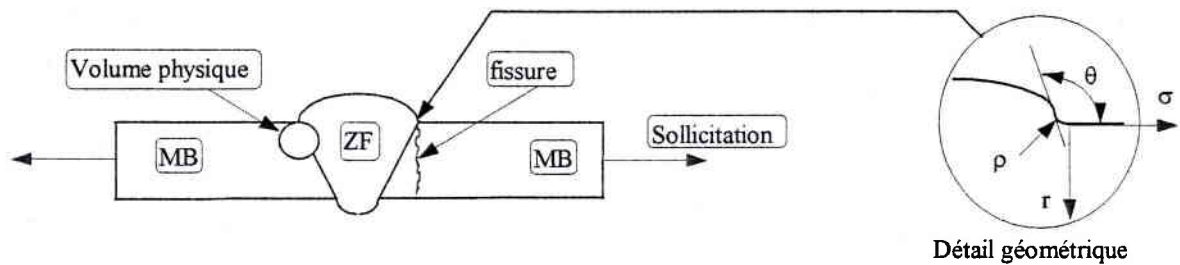 Volume physique
fissure
θ
σ
ZF
Sollicitation
MB
MB
ρ
r
Détail géométrique